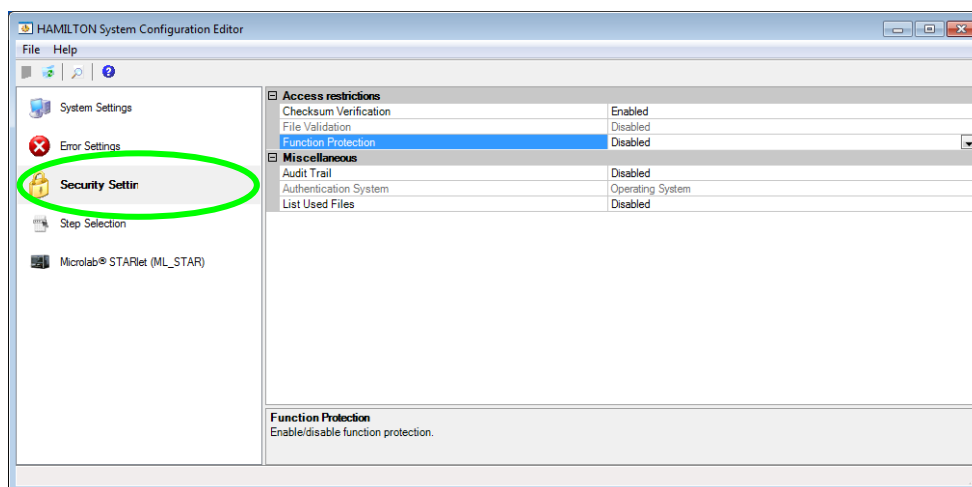 HAMILTON System Configuration Editor
File Help
System Settings
Error Settings
Security Settin
Step Selection
Microlab® STARlet (ML_STAR)
Access restrictions
Checksum Verification Enabled
File Validation Disabled
Function Protection Disabled
Miscellaneous
Audit Trail Disabled
Authentication System Operating System
List Used Files Disabled
Function Protection
Enable/disable function protection.